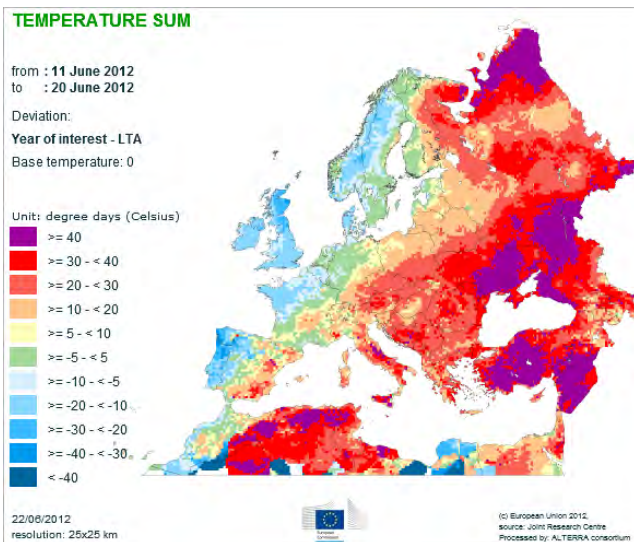 TEMPERATURE SUM
from : 11 June 2012
to : 20 June 2012
Deviation:
Year of interest - LTA
Base temperature: 0
Unit: degree days (Celsius)
>= 40
>= 30 - < 40
>= 20 - < 30
>= 10 - < 20
>= 5 - < 10
>= -5 - < 5
>= -10 - < -5
>= -20 - < -10
>= -30 - < -20
>= -40 - < -30
< -40
22/06/2012
resolution: 25x25 km
European
Commission
(c) European Union 2012,
source: Joint Research Centre
Processed by: ALTERRA consortium